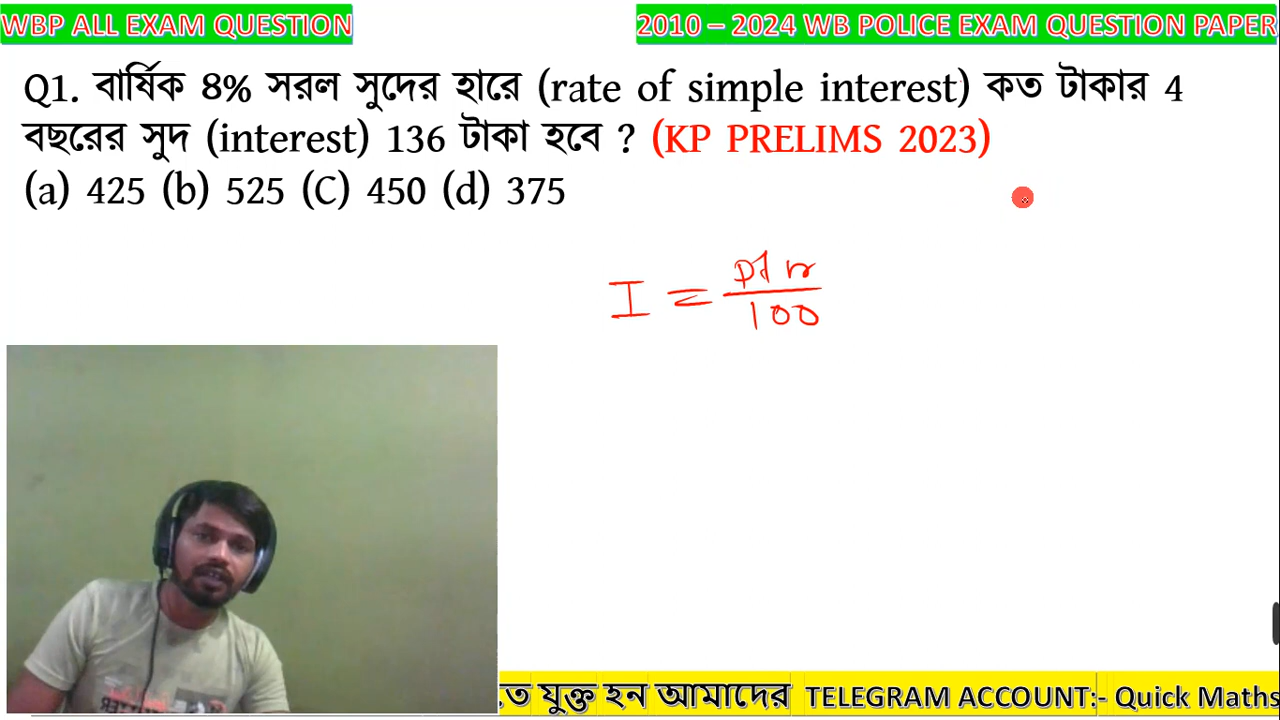 WBP ALL EXAM QUESTION
2010 – 2024 WB POLICE EXAM QUESTION PAPER
Q1. বার্ষিক ৪% সরল সুদের হারে (rate of simple interest) কত টাকার 4
বছরের সুদ (interest) 136 টাকা হবে ? (KP PRELIMS 2023)
(a) 425 (b) 525 (C) 450 (d) 375
I = ptr
100
তে যুক্ত হন আমাদের TELEGRAM ACCOUNT:- Quick Maths